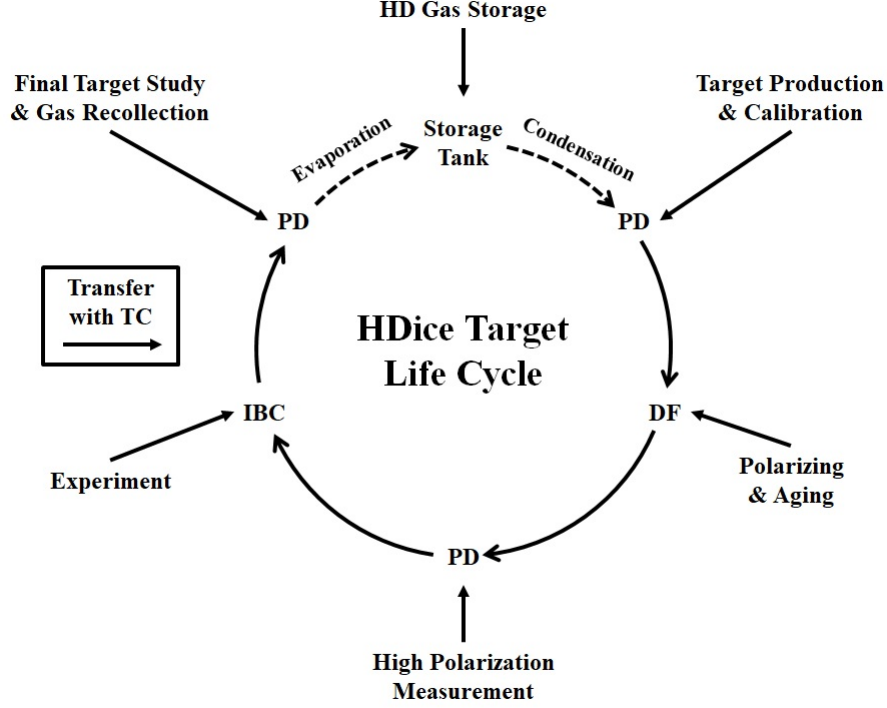 HD Gas Storage
Final Target Study
& Gas Recollection
Target Production
& Calibration
Evaporation
Storage
Tank
Condensation
PD
PD
Transfer
with TC
HDice Target
Life Cycle
IBC
DF
Experiment
Polarizing
& Aging
PD
High Polarization
Measurement